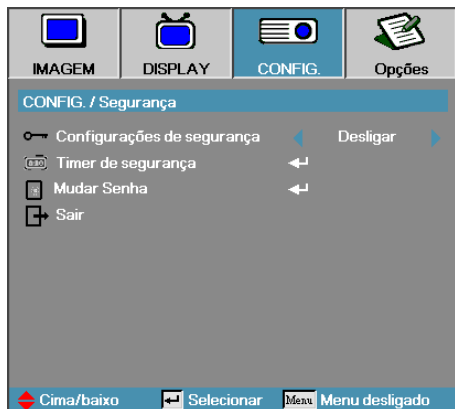 IMAGEM DISPLAY CONFIG. Opções
CONFIG. / Segurança
Configurações de segurança Desligar
Timer de segurança
Mudar Senha
Sair
Cima/baixo Selecionar Menu Menu desligado